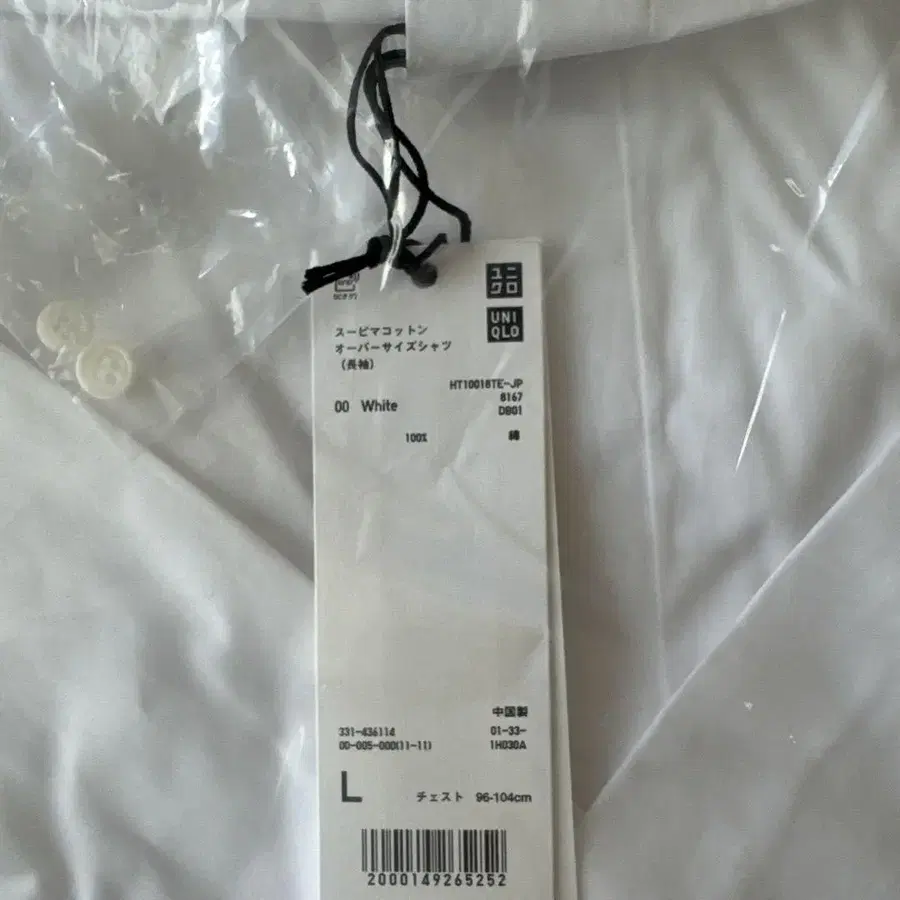 ユニ
クロ
UNI
QLO
スーピマコットン
オーバーサイズシャツ
（長袖）
HT10018TE-JP
8167
DB01
00 White
100% 綿
中国製
331-436114 01-33-
00-005-000(11-11) 1H030A
L チェスト 96-104cm
2000149265252